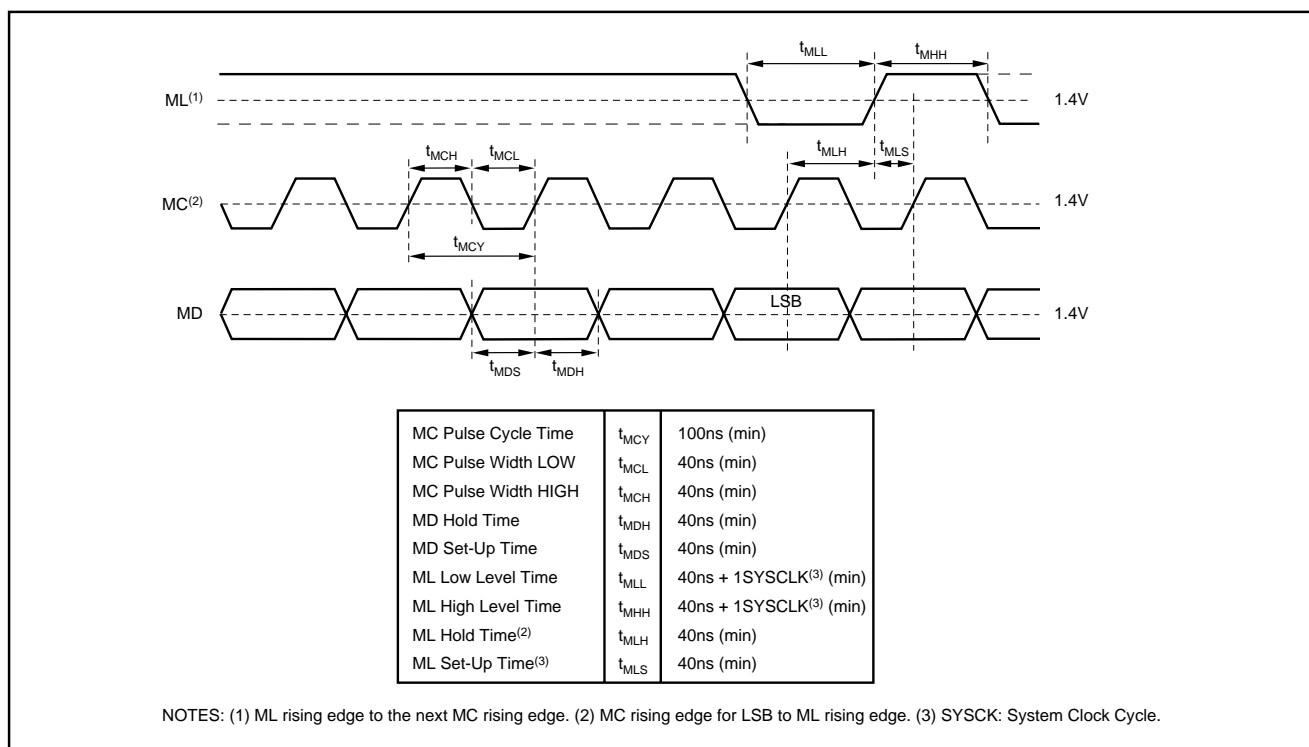 tMLL tMHH
ML(1) 1.4V
tMCH tMCL tMLH tMLS
MC(2) 1.4V
tMCY
LSB
MD 1.4V
tMDS tMDH
MC Pulse Cycle Time tMCY 100ns (min)
MC Pulse Width LOW tMCL 40ns (min)
MC Pulse Width HIGH tMCH 40ns (min)
MD Hold Time tMDH 40ns (min)
MD Set-Up Time tMDS 40ns (min)
ML Low Level Time tMLL 40ns + 1SYSCLK(3) (min)
ML High Level Time tMHH 40ns + 1SYSCLK(3) (min)
ML Hold Time(2) tMLH 40ns (min)
ML Set-Up Time(3) tMLS 40ns (min)
NOTES: (1) ML rising edge to the next MC rising edge. (2) MC rising edge for LSB to ML rising edge. (3) SYSCK: System Clock Cycle.